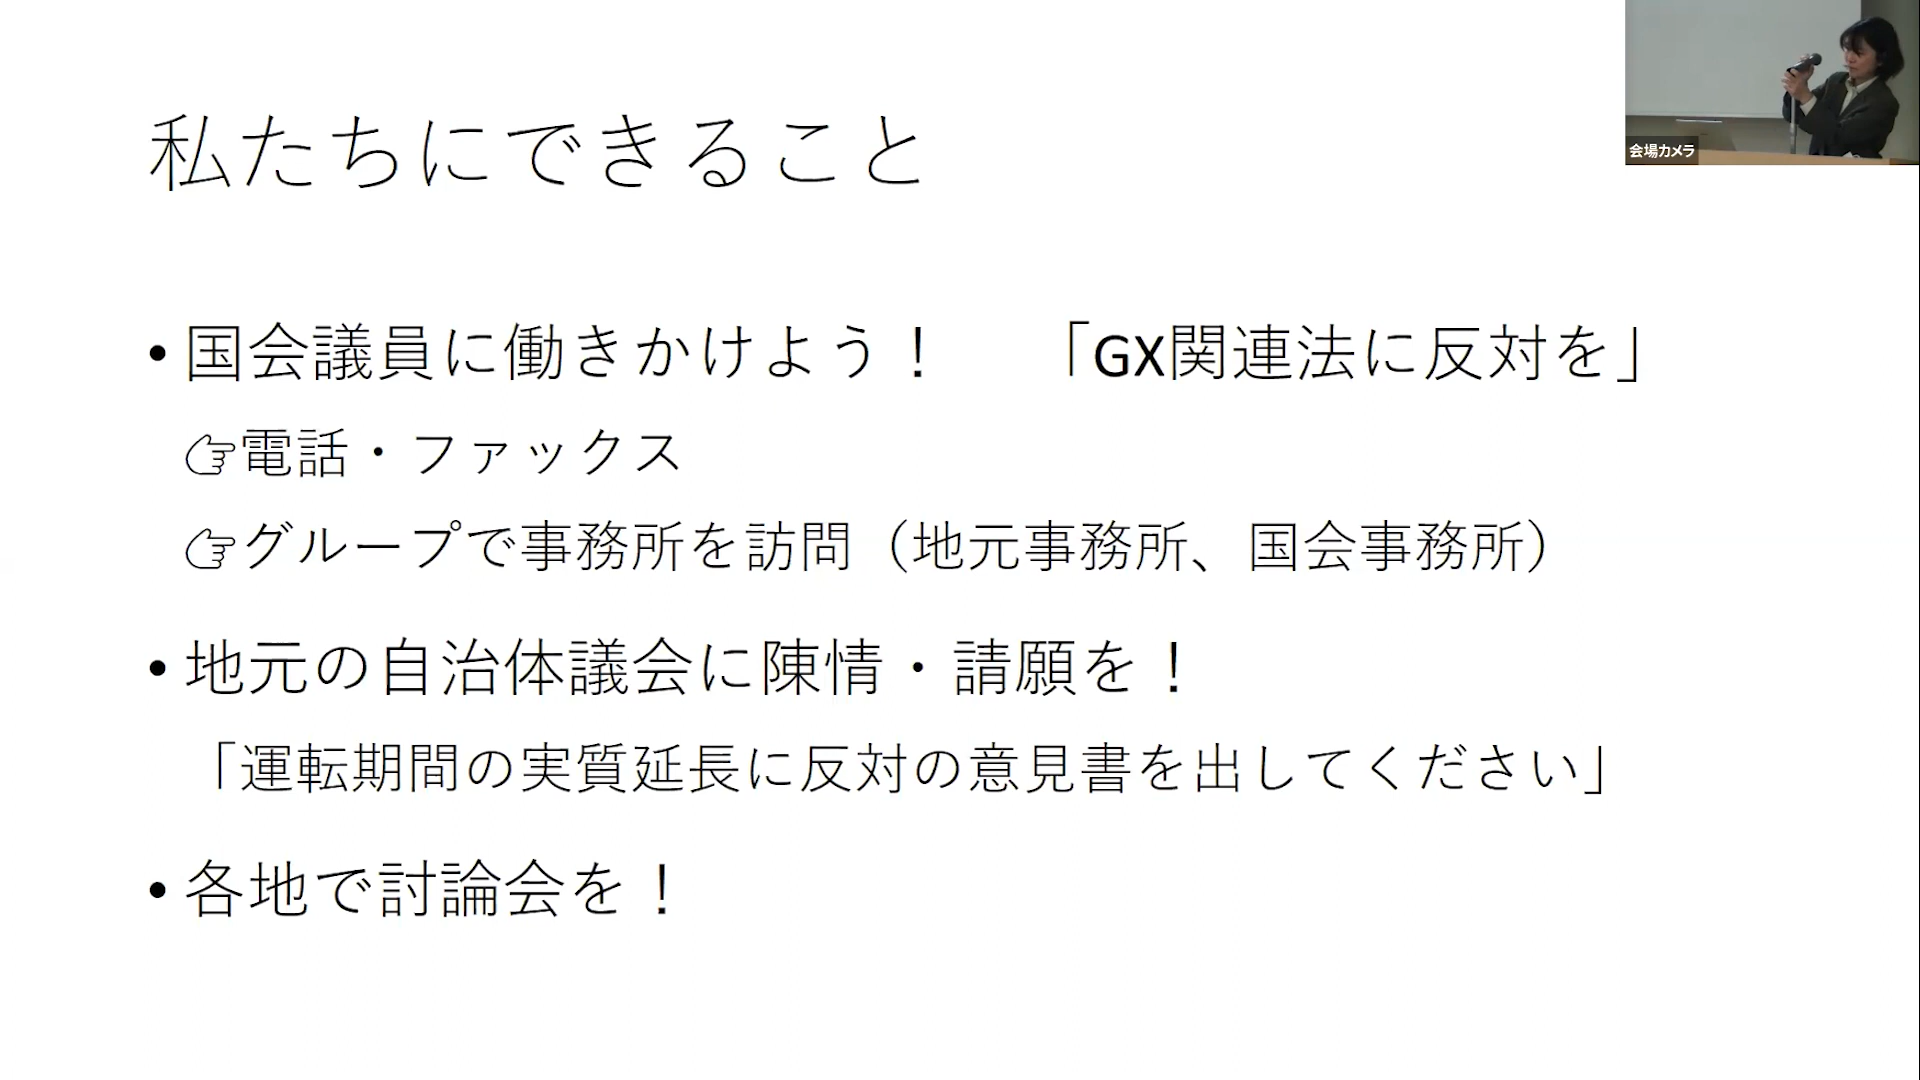 私たちにできること
会場カメラ
• 国会議員に働きかけよう！　「GX関連法に反対を」
👉電話・ファックス
👉グループで事務所を訪問（地元事務所、国会事務所）
• 地元の自治体議会に陳情・請願を！
「運転期間の実質延長に反対の意見書を出してください」
• 各地で討論会を！